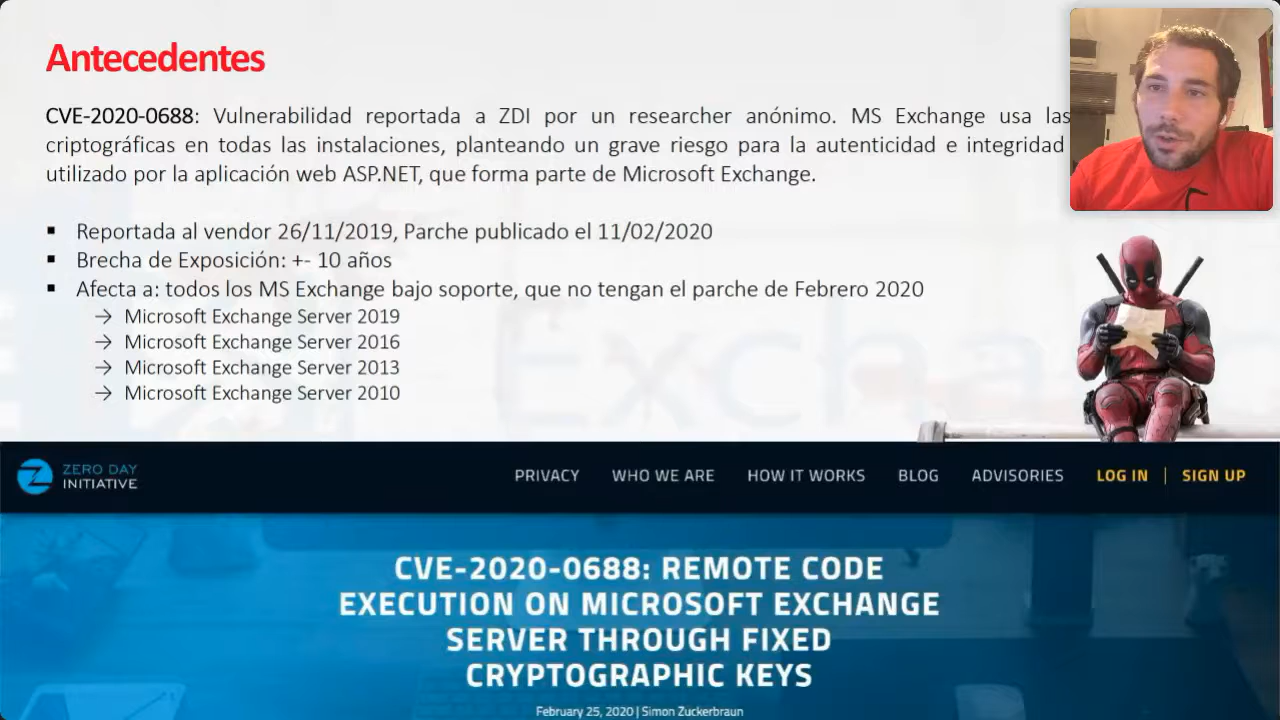 Antecedentes
CVE-2020-0688: Vulnerabilidad reportada a ZDI por un researcher anónimo. MS Exchange usa las
criptográficas en todas las instalaciones, planteando un grave riesgo para la autenticidad e integridad
utilizado por la aplicación web ASP.NET, que forma parte de Microsoft Exchange.
▪ Reportada al vendor 26/11/2019, Parche publicado el 11/02/2020
▪ Brecha de Exposición: +- 10 años
▪ Afecta a: todos los MS Exchange bajo soporte, que no tengan el parche de Febrero 2020
→ Microsoft Exchange Server 2019
→ Microsoft Exchange Server 2016
→ Microsoft Exchange Server 2013
→ Microsoft Exchange Server 2010
Excha
ZERO DAY
INITIATIVE
PRIVACY WHO WE ARE HOW IT WORKS BLOG ADVISORIES LOG IN | SIGN UP
CVE-2020-0688: REMOTE CODE
EXECUTION ON MICROSOFT EXCHANGE
SERVER THROUGH FIXED
CRYPTOGRAPHIC KEYS
February 25, 2020 | Simon Zuckerbraun